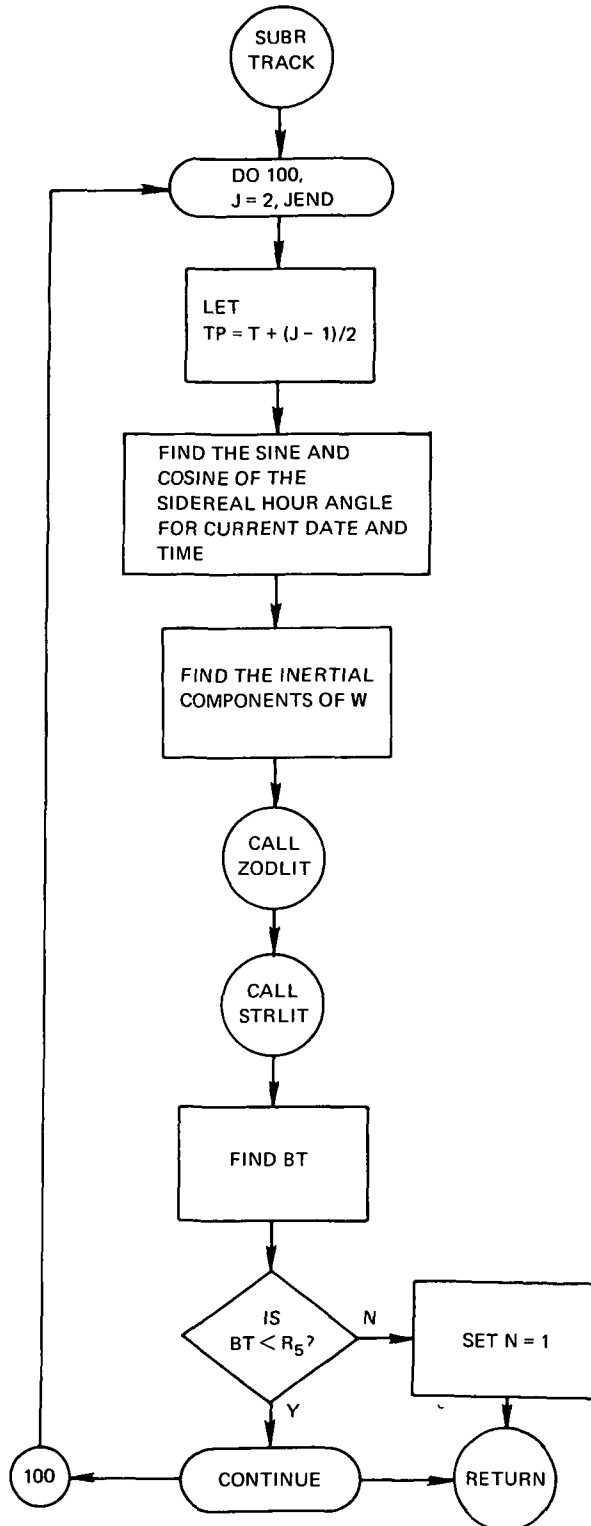 SUBR
TRACK
DO 100,
J = 2, JEND
LET
TP = T + (J – 1)/2
FIND THE SINE AND
COSINE OF THE
SIDEREAL HOUR ANGLE
FOR CURRENT DATE AND
TIME
FIND THE INERTIAL
COMPONENTS OF W
CALL
ZODLIT
CALL
STRLIT
FIND BT
IS
BT < R₅?
N
SET N = 1
Y
100
CONTINUE
RETURN